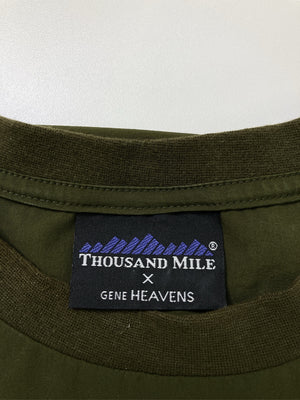 ®
THOUSAND MILE
×
GENE HEAVENS